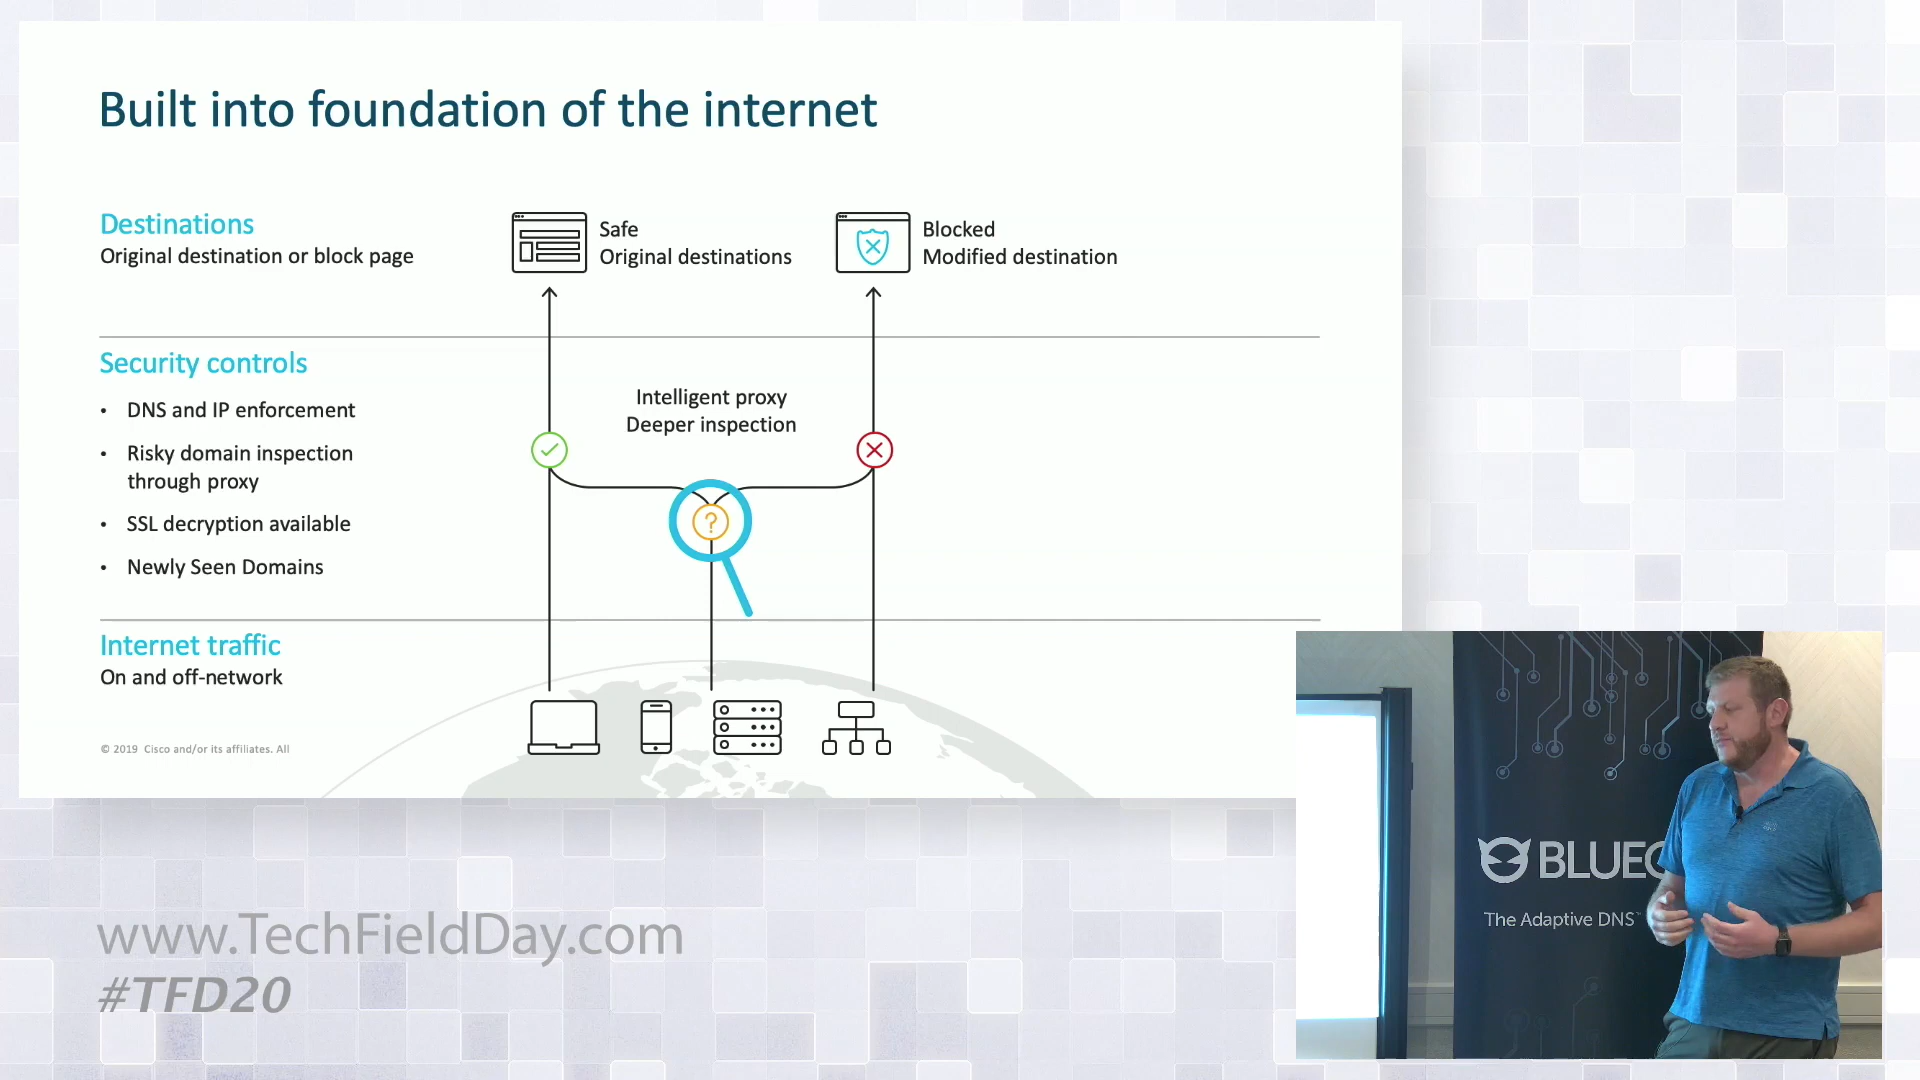 Built into foundation of the internet
Destinations
Original destination or block page
Safe
Original destinations
Blocked
Modified destination
Security controls
• DNS and IP enforcement
• Risky domain inspection
through proxy
• SSL decryption available
• Newly Seen Domains
Intelligent proxy
Deeper inspection
?
Internet traffic
On and off-network
© 2019 Cisco and/or its affiliates. All
BLUEC
The Adaptive DNS™
www.TechFieldDay.com
#TFD20